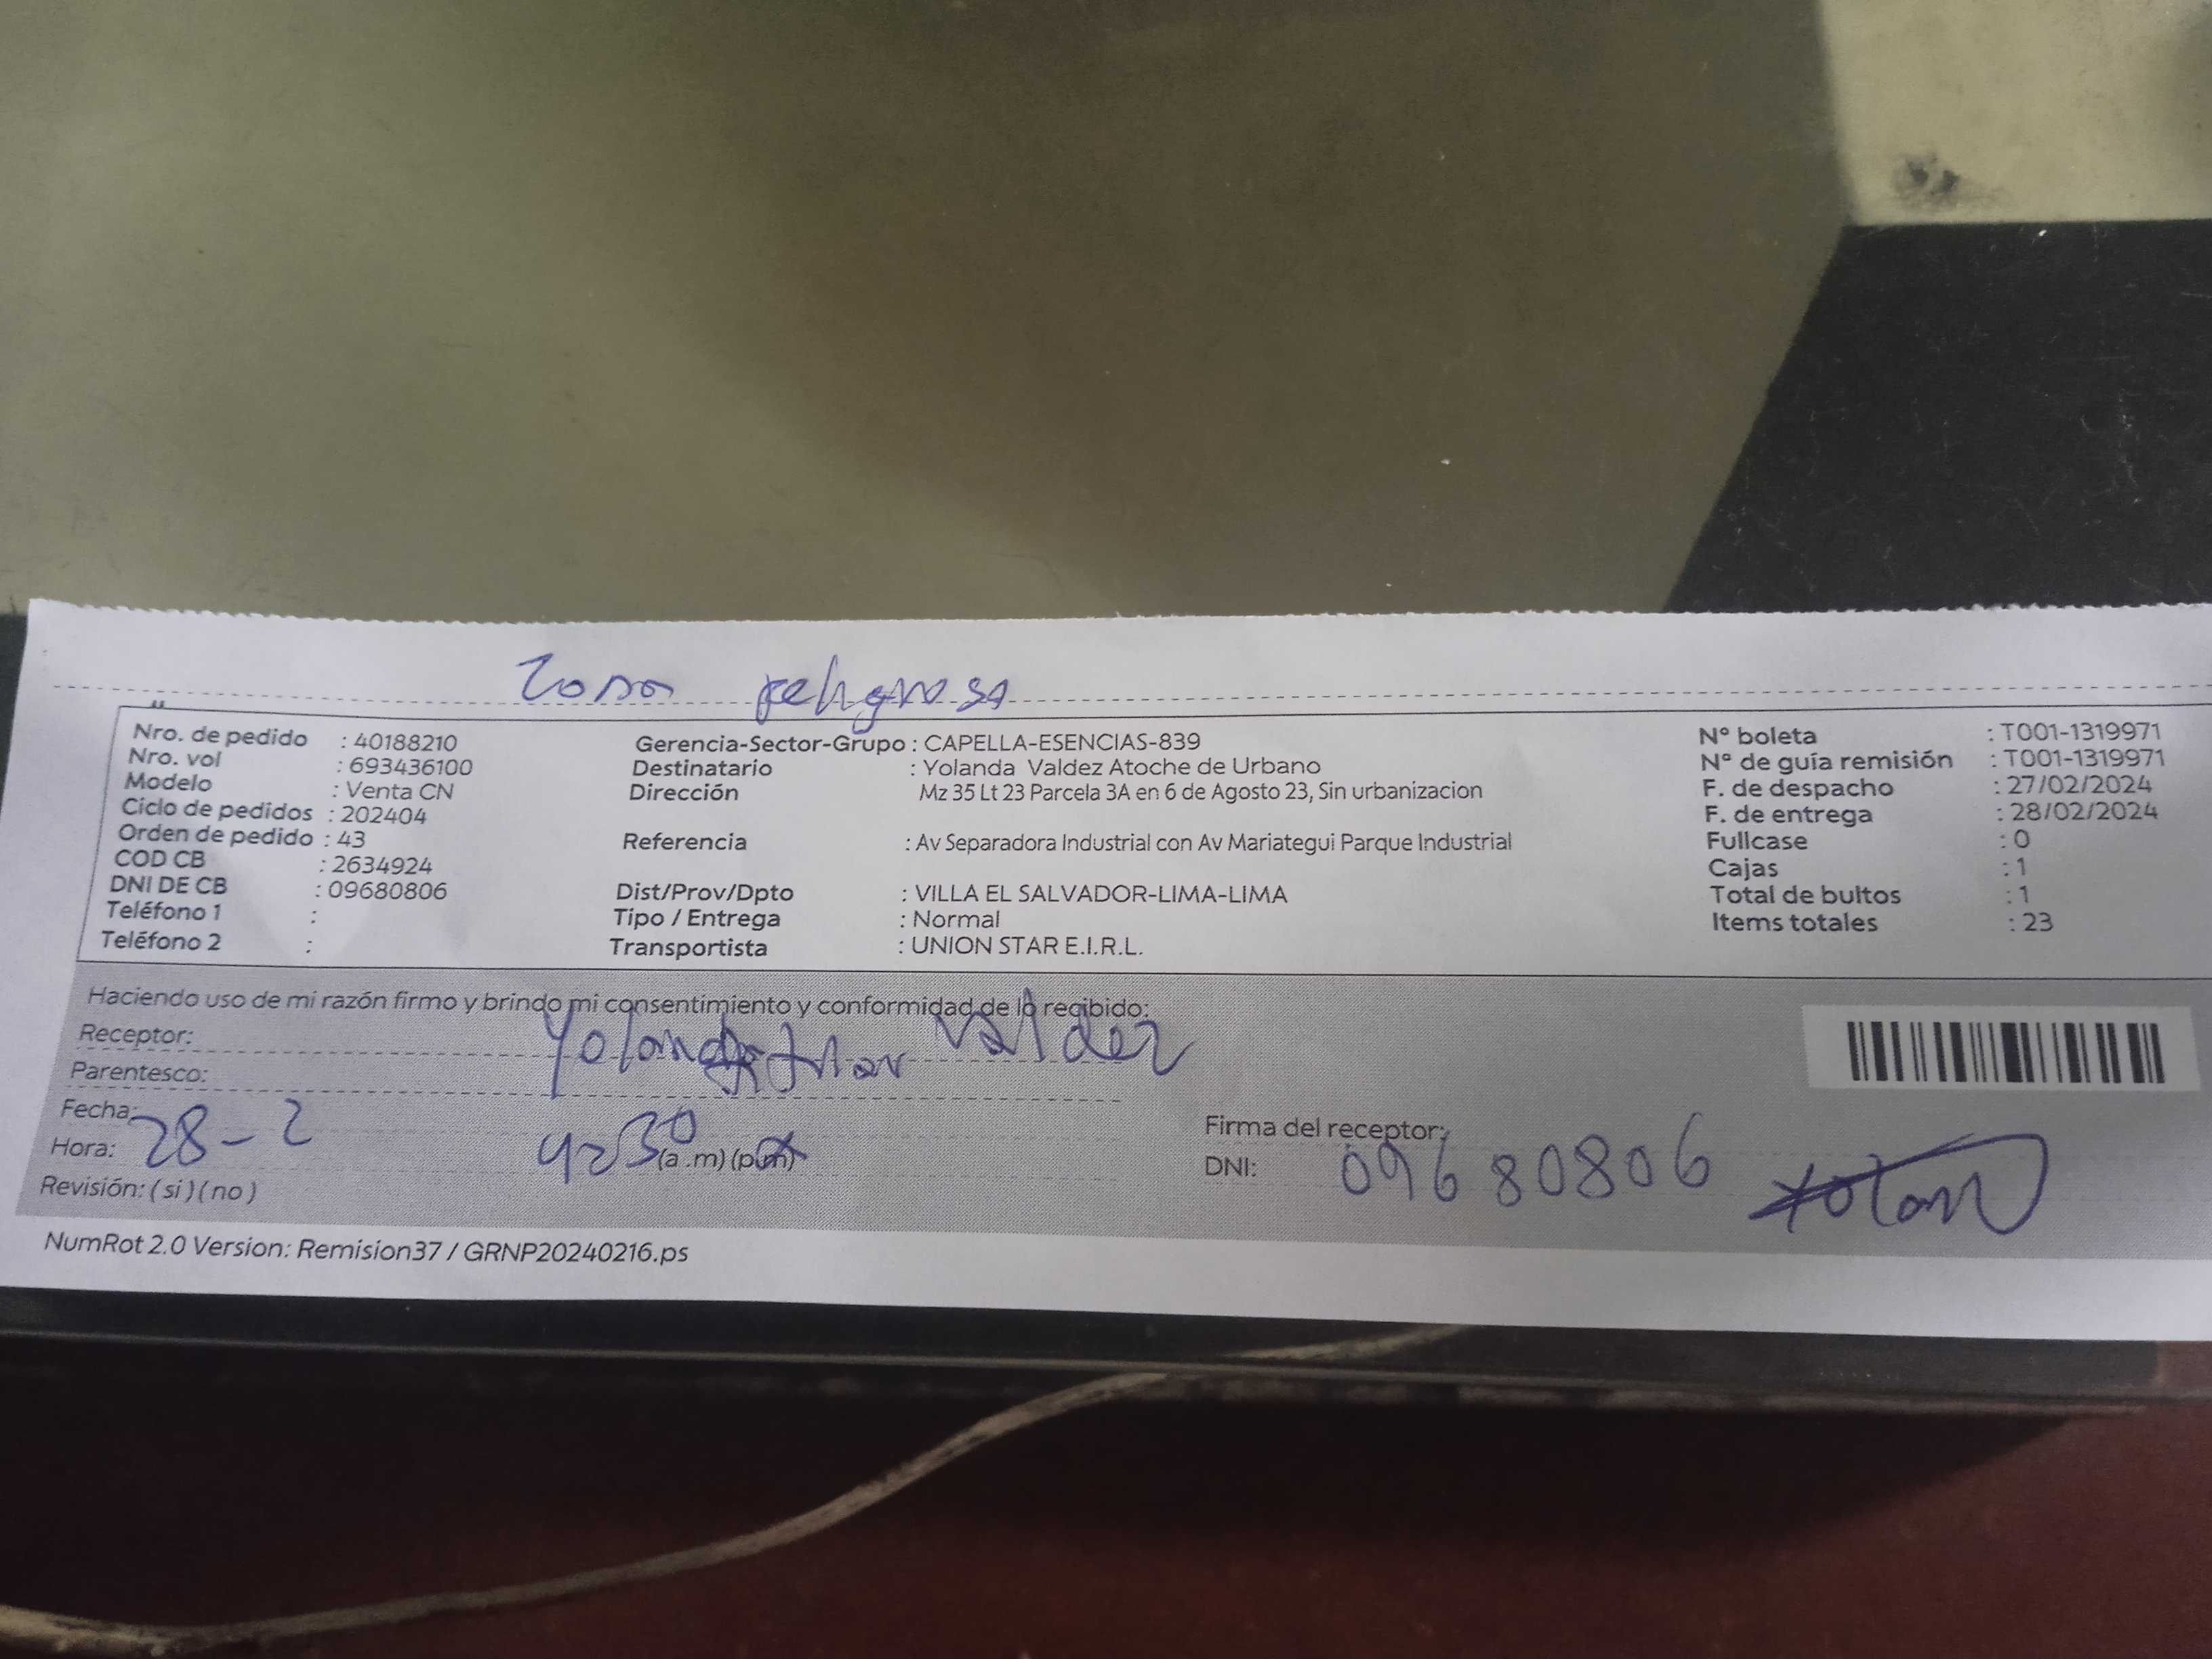 Zona peligrosa
Nro. de pedido : 40188210
Nro. vol : 693436100
Modelo : Venta CN
Ciclo de pedidos : 202404
Orden de pedido : 43
COD CB : 2634924
DNI DE CB : 09680806
Teléfono 1 :
Teléfono 2 :
Gerencia-Sector-Grupo : CAPELLA-ESENCIAS-839
Destinatario : Yolanda Valdez Atoche de Urbano
Dirección Mz 35 Lt 23 Parcela 3A en 6 de Agosto 23, Sin urbanizacion
Referencia : Av Separadora Industrial con Av Mariategui Parque Industrial
Dist/Prov/Dpto : VILLA EL SALVADOR-LIMA-LIMA
Tipo / Entrega : Normal
Transportista : UNION STAR E.I.R.L.
N° boleta : T001-1319971
N° de guía remisión : T001-1319971
F. de despacho : 27/02/2024
F. de entrega : 28/02/2024
Fullcase : 0
Cajas : 1
Total de bultos : 1
Items totales : 23
Haciendo uso de mi razón firmo y brindo mi consentimiento y conformidad de lo recibido:
Receptor: Yolanda Valdez
Parentesco:
Fecha: 28-2
Hora: 4:30 (a.m) (p.m)
Revisión: (si) (no)
Firma del receptor:
DNI: 09680806
NumRot 2.0 Version: Remision37 / GRNP20240216.ps